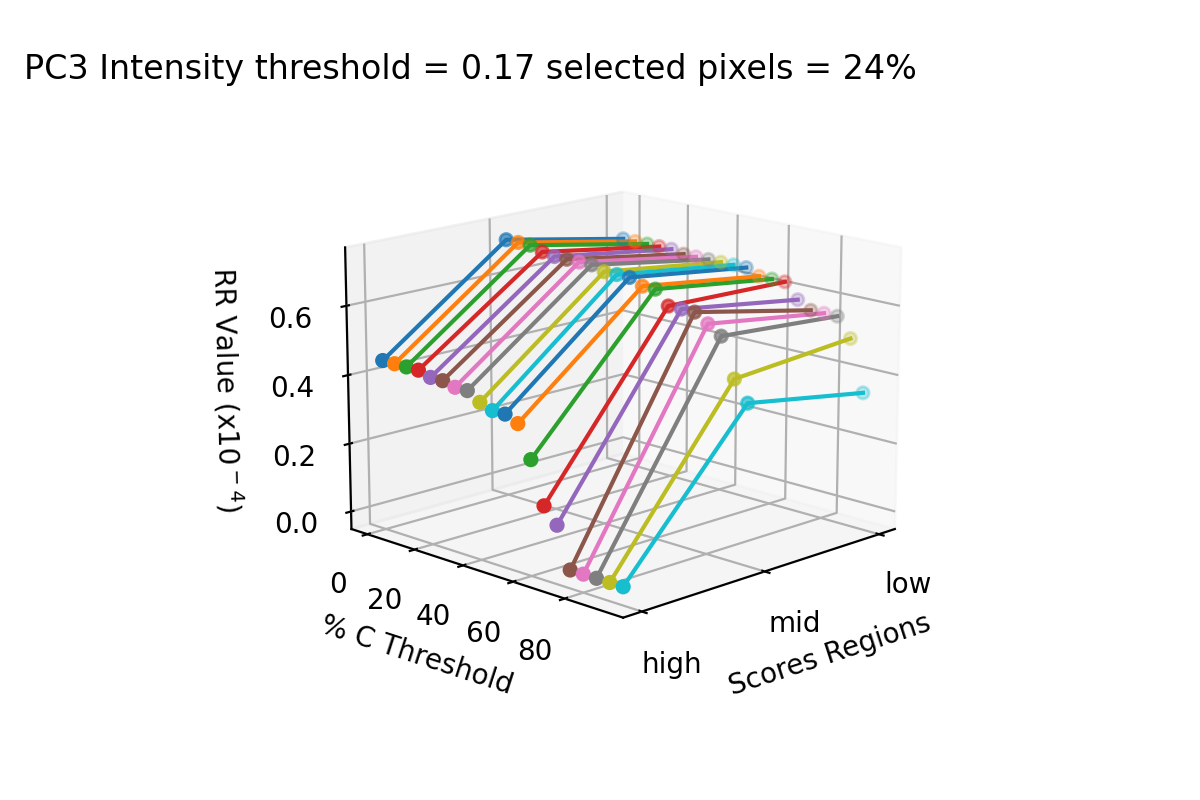 PC3 Intensity threshold = 0.17 selected pixels = 24%
RR Value (x10⁻⁴)
0.6
0.4
0.2
0.0
0
20
40
60
80
% C Threshold
high
mid
low
Scores Regions